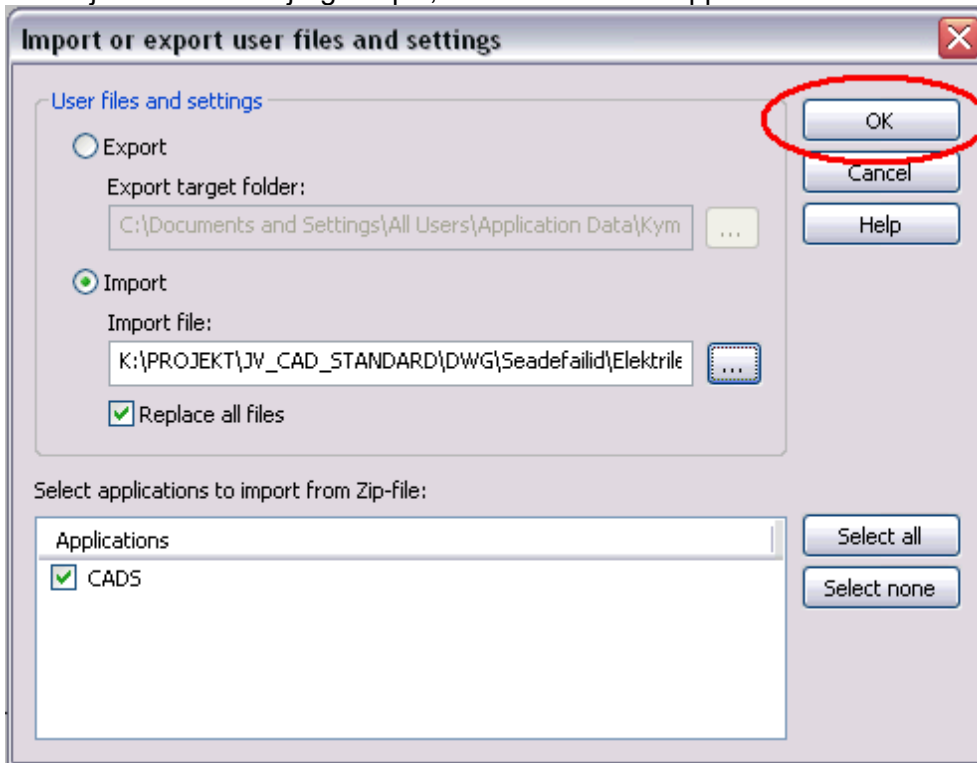 Import or export user files and settings
User files and settings
Export
Export target folder:
C:\Documents and Settings\All Users\Application Data\Kym
...
Import
Import file:
K:\PROJEKT\JV_CAD_STANDARD\DWG\Seadefailid\Elektrile
...
Replace all files
OK
Cancel
Help
Select applications to import from Zip-file:
Applications
CADS
Select all
Select none